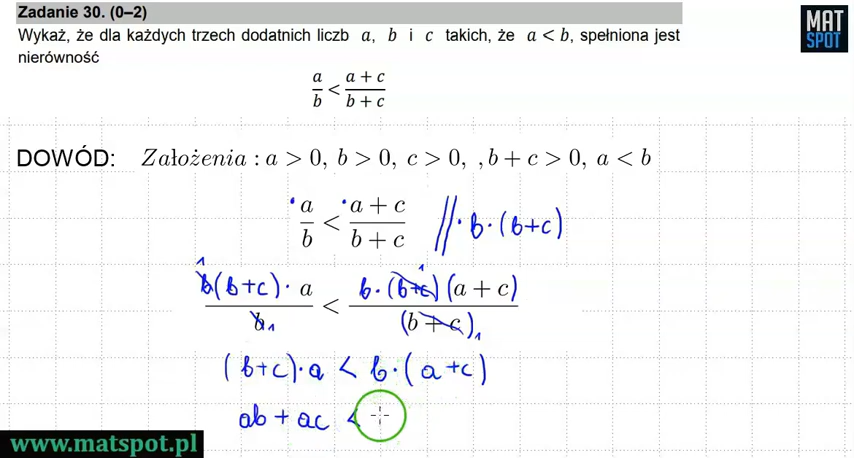 Zadanie 30. (0–2)
MAT
SPOT
Wykaż, że dla każdych trzech dodatnich liczb a, b i c takich, że a < b, spełniona jest
nierówność
a/b < (a + c)/(b + c)
DOWÓD: Założenia : a > 0, b > 0, c > 0, , b + c > 0, a < b
a/b < (a + c)/(b + c) // · b · (b+c)
b(b+c) · a / b < b · (b+c) (a + c) / (b + c)
(b+c) · a < b · (a+c)
ab + ac <
www.matspot.pl